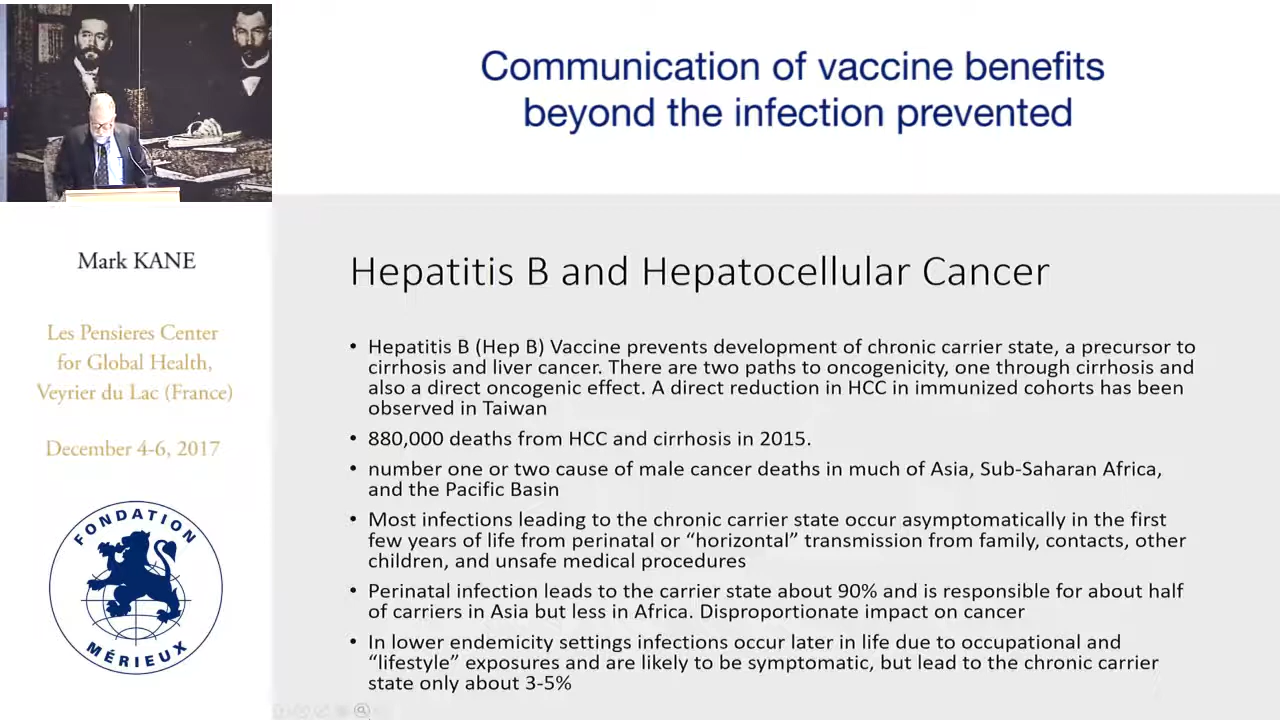 Communication of vaccine benefits
beyond the infection prevented
Mark KANE
Les Pensieres Center
for Global Health,
Veyrier du Lac (France)
December 4-6, 2017
FONDATION
MÉRIEUX
Hepatitis B and Hepatocellular Cancer
• Hepatitis B (Hep B) Vaccine prevents development of chronic carrier state, a precursor to
cirrhosis and liver cancer. There are two paths to oncogenicity, one through cirrhosis and
also a direct oncogenic effect. A direct reduction in HCC in immunized cohorts has been
observed in Taiwan
• 880,000 deaths from HCC and cirrhosis in 2015.
• number one or two cause of male cancer deaths in much of Asia, Sub-Saharan Africa,
and the Pacific Basin
• Most infections leading to the chronic carrier state occur asymptomatically in the first
few years of life from perinatal or “horizontal” transmission from family, contacts, other
children, and unsafe medical procedures
• Perinatal infection leads to the carrier state about 90% and is responsible for about half
of carriers in Asia but less in Africa. Disproportionate impact on cancer
• In lower endemicity settings infections occur later in life due to occupational and
“lifestyle” exposures and are likely to be symptomatic, but lead to the chronic carrier
state only about 3-5%